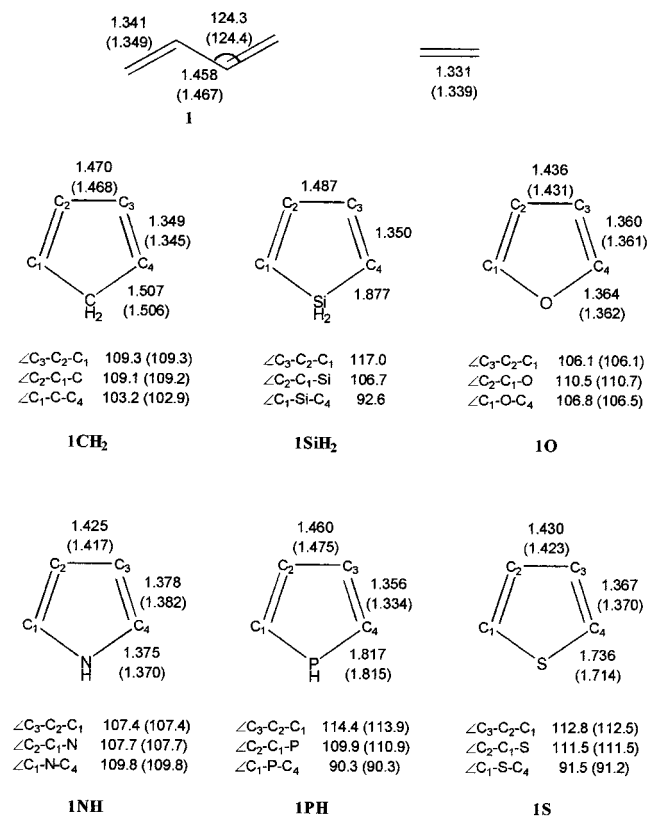 1.341
(1.349)
124.3
(124.4)
1.458
(1.467)
1
1.331
(1.339)
1.470
(1.468)
C2 C3
1.349
(1.345)
C1 C4
C
H2
1.507
(1.506)
∠C3-C2-C1 109.3 (109.3)
∠C2-C1-C 109.1 (109.2)
∠C1-C-C4 103.2 (102.9)
1CH2
1.487
C2 C3
1.350
C1 C4
Si
H2
1.877
∠C3-C2-C1 117.0
∠C2-C1-Si 106.7
∠C1-Si-C4 92.6
1SiH2
1.436
(1.431)
C2 C3
1.360
(1.361)
C1 C4
O
1.364
(1.362)
∠C3-C2-C1 106.1 (106.1)
∠C2-C1-O 110.5 (110.7)
∠C1-O-C4 106.8 (106.5)
1O
1.425
(1.417)
C2 C3
1.378
(1.382)
C1 C4
N
H
1.375
(1.370)
∠C3-C2-C1 107.4 (107.4)
∠C2-C1-N 107.7 (107.7)
∠C1-N-C4 109.8 (109.8)
1NH
1.460
(1.475)
C2 C3
1.356
(1.334)
C1 C4
P
H
1.817
(1.815)
∠C3-C2-C1 114.4 (113.9)
∠C2-C1-P 109.9 (110.9)
∠C1-P-C4 90.3 (90.3)
1PH
1.430
(1.423)
C2 C3
1.367
(1.370)
C1 C4
S
1.736
(1.714)
∠C3-C2-C1 112.8 (112.5)
∠C2-C1-S 111.5 (111.5)
∠C1-S-C4 91.5 (91.2)
1S